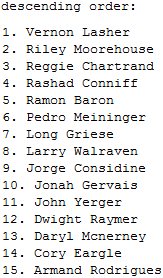 descending order:
1. Vernon Lasher
2. Riley Moorehouse
3. Reggie Chartrand
4. Rashad Conniff
5. Ramon Baron
6. Pedro Meininger
7. Long Griese
8. Larry Walraven
9. Jorge Considine
10. Jonah Gervais
11. John Yerger
12. Dwight Raymer
13. Daryl Mcnerney
14. Cory Eargle
15. Armand Rodrigues